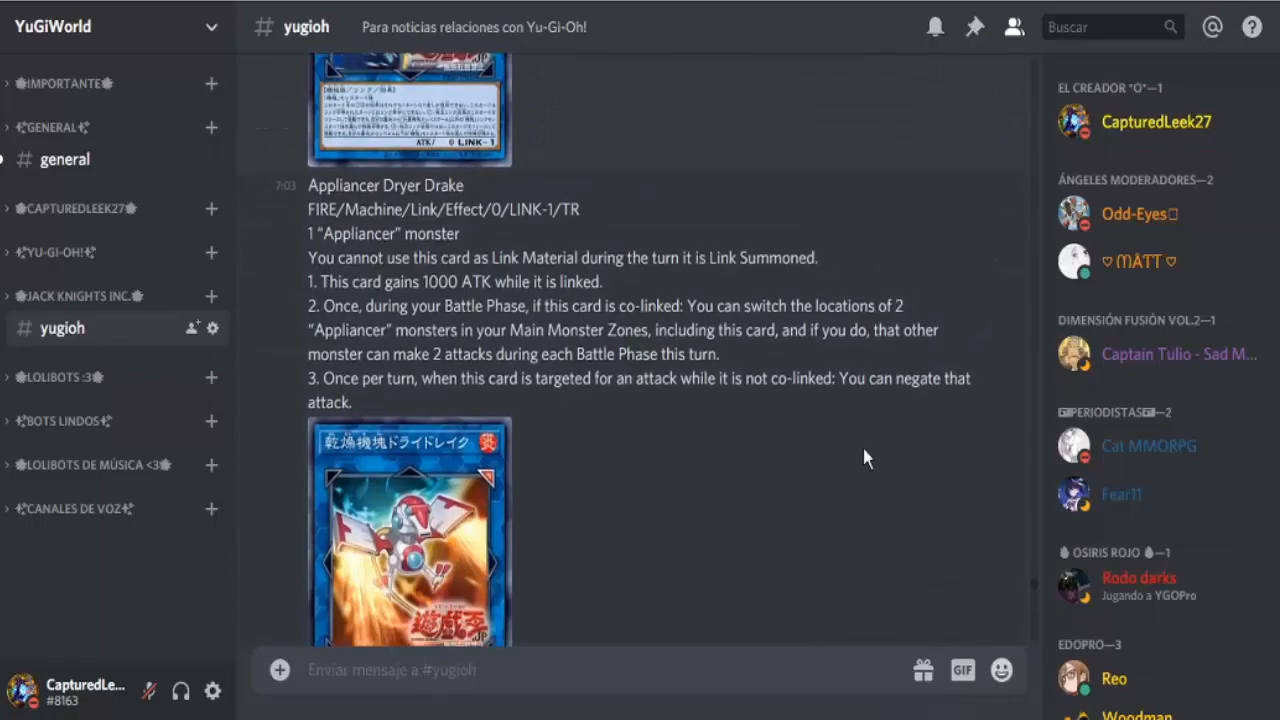 YuGiWorld
yugioh
Para noticias relaciones con Yu-Gi-Oh!
Buscar
IMPORTANTE
GENERAL
general
CAPTUREDLEEK27
YU-GI-OH!
JACK KNIGHTS INC.
yugioh
LOLIBOTS :3
BOTS LINDOS
LOLIBOTS DE MÚSICA <3
CANALES DE VOZ
CapturedLe...
#8163
ATK/ 0 LINK-1
7:03
Appliancer Dryer Drake
FIRE/Machine/Link/Effect/0/LINK-1/TR
1 “Appliancer” monster
You cannot use this card as Link Material during the turn it is Link Summoned.
1. This card gains 1000 ATK while it is linked.
2. Once, during your Battle Phase, if this card is co-linked: You can switch the locations of 2
“Appliancer” monsters in your Main Monster Zones, including this card, and if you do, that other
monster can make 2 attacks during each Battle Phase this turn.
3. Once per turn, when this card is targeted for an attack while it is not co-linked: You can negate that
attack.
乾燥機塊ドライドレイク 炎
遊戯王.jp
Enviar mensaje a #yugioh
GIF
EL CREADOR *O*—1
CapturedLeek27
ÁNGELES MODERADORES—2
Odd-Eyes
♡ ᗰᗩTT ♡
DIMENSIÓN FUSIÓN VOL.2—1
Captain Tulio - Sad M...
PERIODISTAS—2
Cat MMORPG
Fear11
OSIRIS ROJO —1
Rodo darks
Jugando a YGOPro
EDOPRO—3
Reo
Woodman